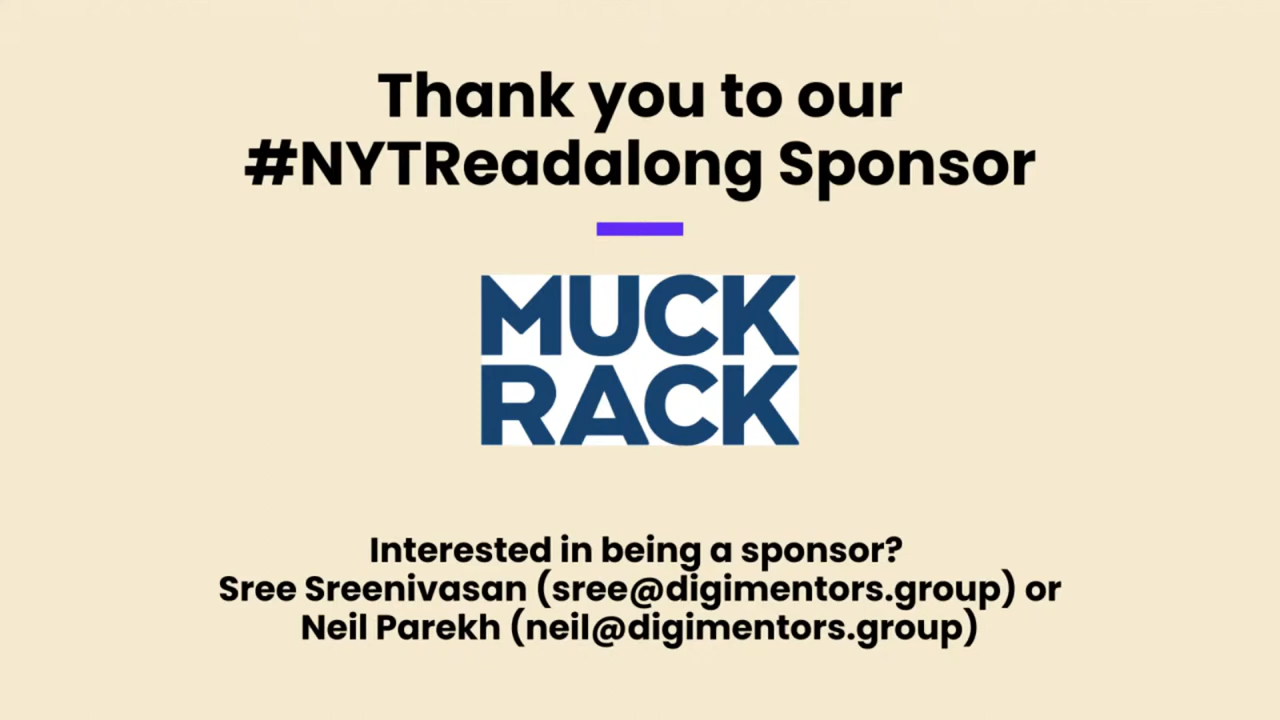 Thank you to our
#NYTReadalong Sponsor
MUCK
RACK
Interested in being a sponsor?
Sree Sreenivasan (sree@digimentors.group) or
Neil Parekh (neil@digimentors.group)